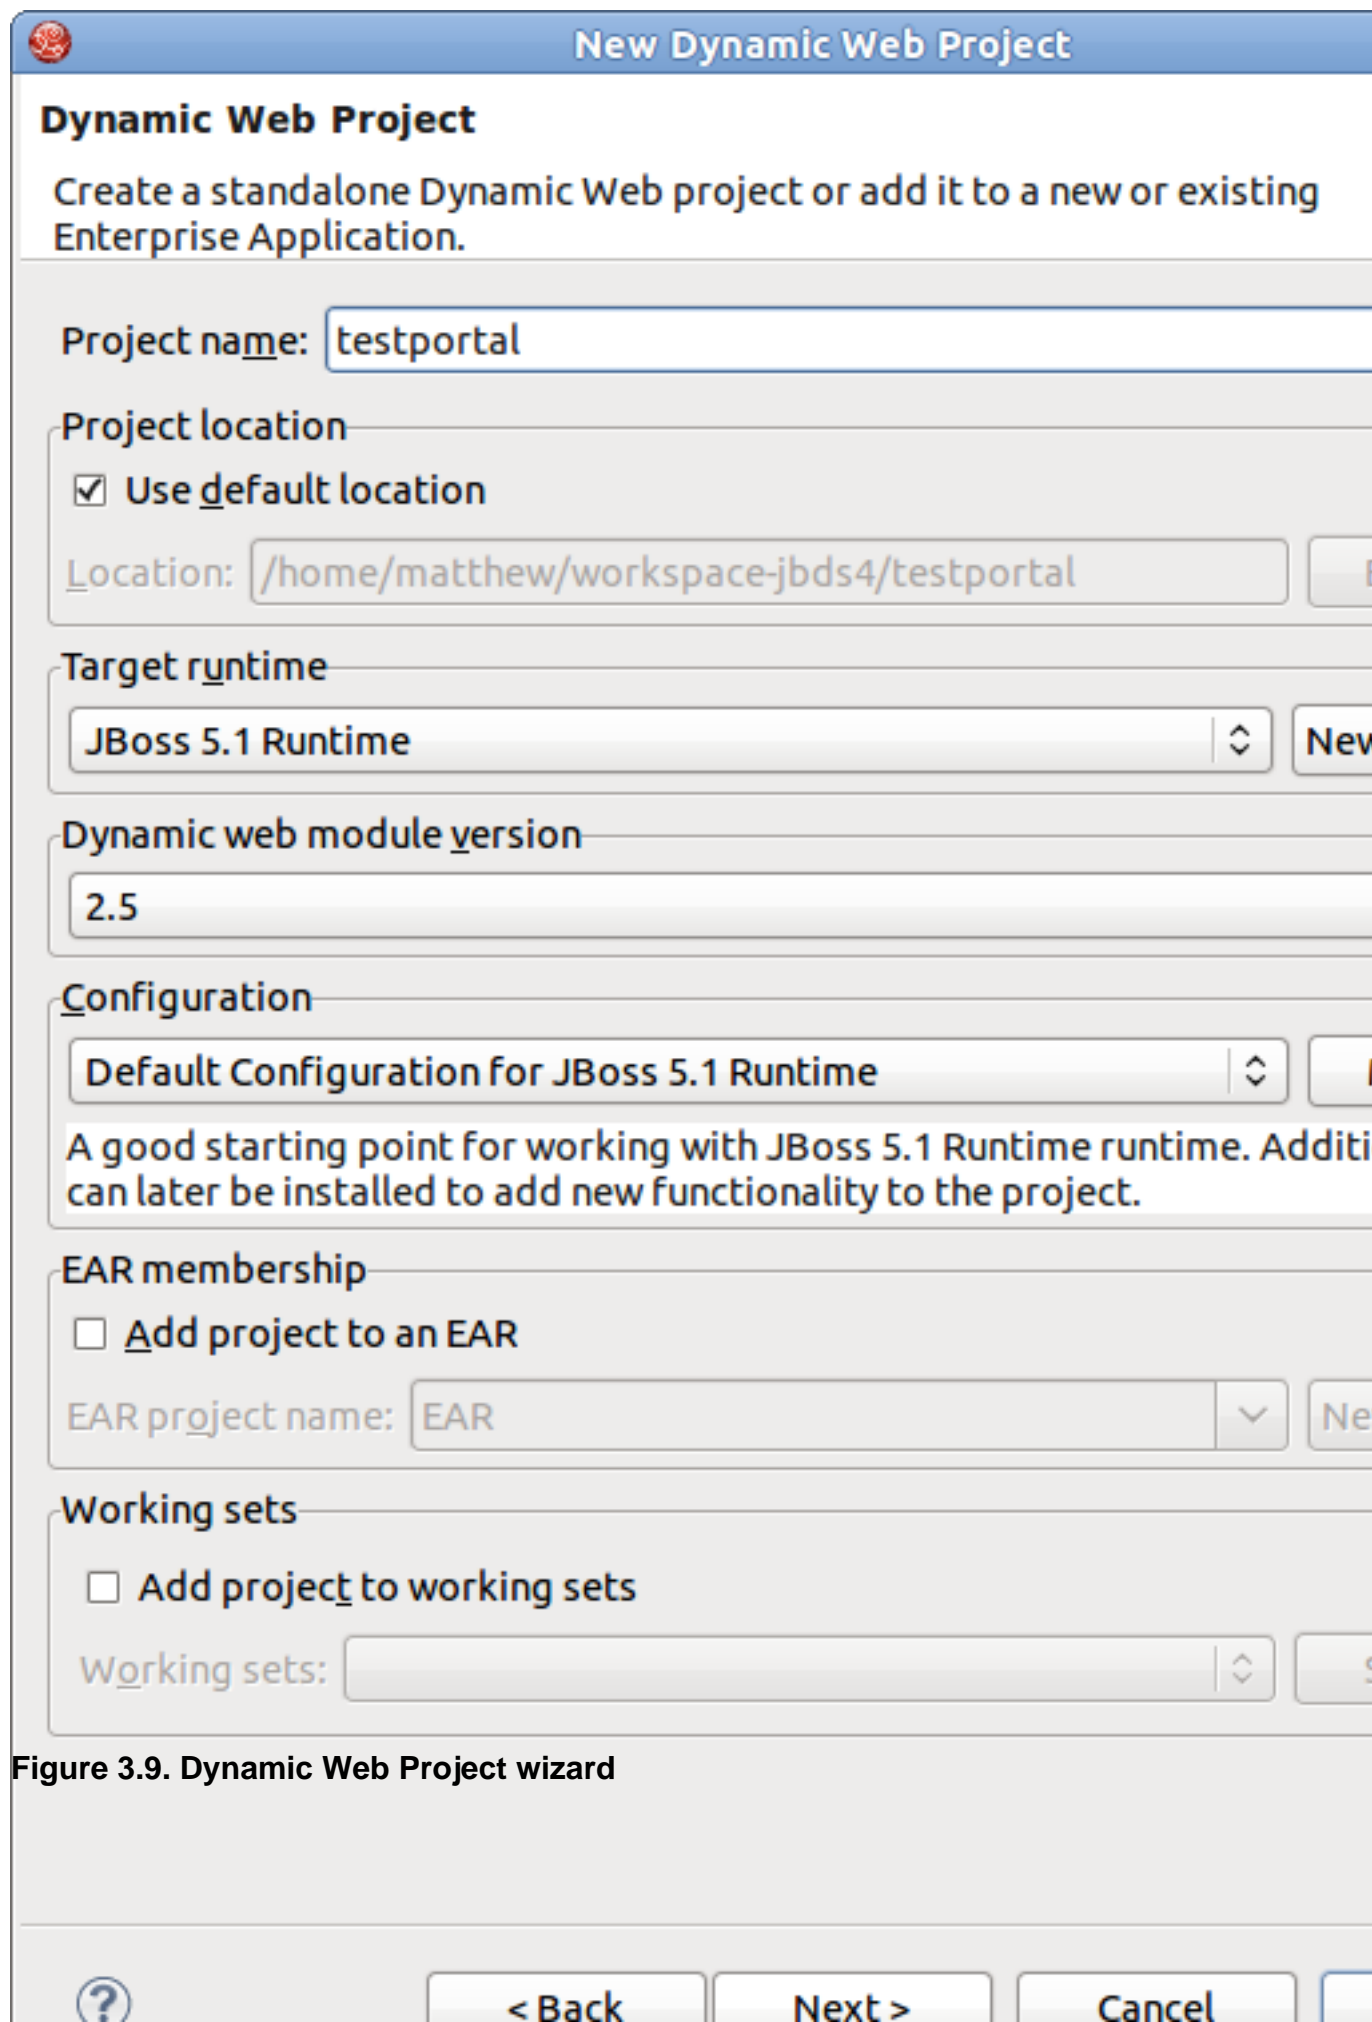 New Dynamic Web Project
Dynamic Web Project
Create a standalone Dynamic Web project or add it to a new or existing
Enterprise Application.
Project name: testportal
Project location
Use default location
Location: /home/matthew/workspace-jbds4/testportal
Target runtime
JBoss 5.1 Runtime New
Dynamic web module version
2.5
Configuration
Default Configuration for JBoss 5.1 Runtime
A good starting point for working with JBoss 5.1 Runtime runtime. Additi
can later be installed to add new functionality to the project.
EAR membership
Add project to an EAR
EAR project name: EAR Ne
Working sets
Add project to working sets
Working sets:
Figure 3.9. Dynamic Web Project wizard
< Back Next > Cancel